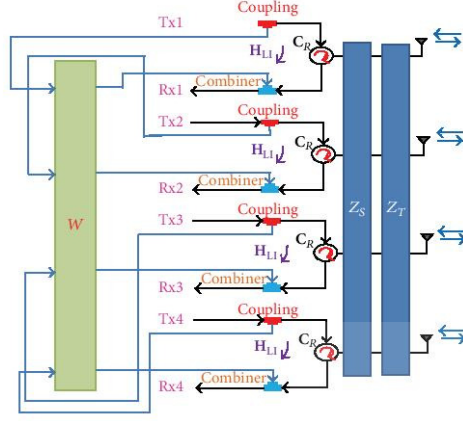 Tx1 Coupling
H_LI C_R
Combiner
Rx1
Coupling
Tx2
H_LI C_R
Combiner
Rx2
Coupling
Tx3
H_LI C_R
Combiner
Rx3
Coupling
Tx4
H_LI C_R
Combiner
Rx4
W
Z_S Z_T